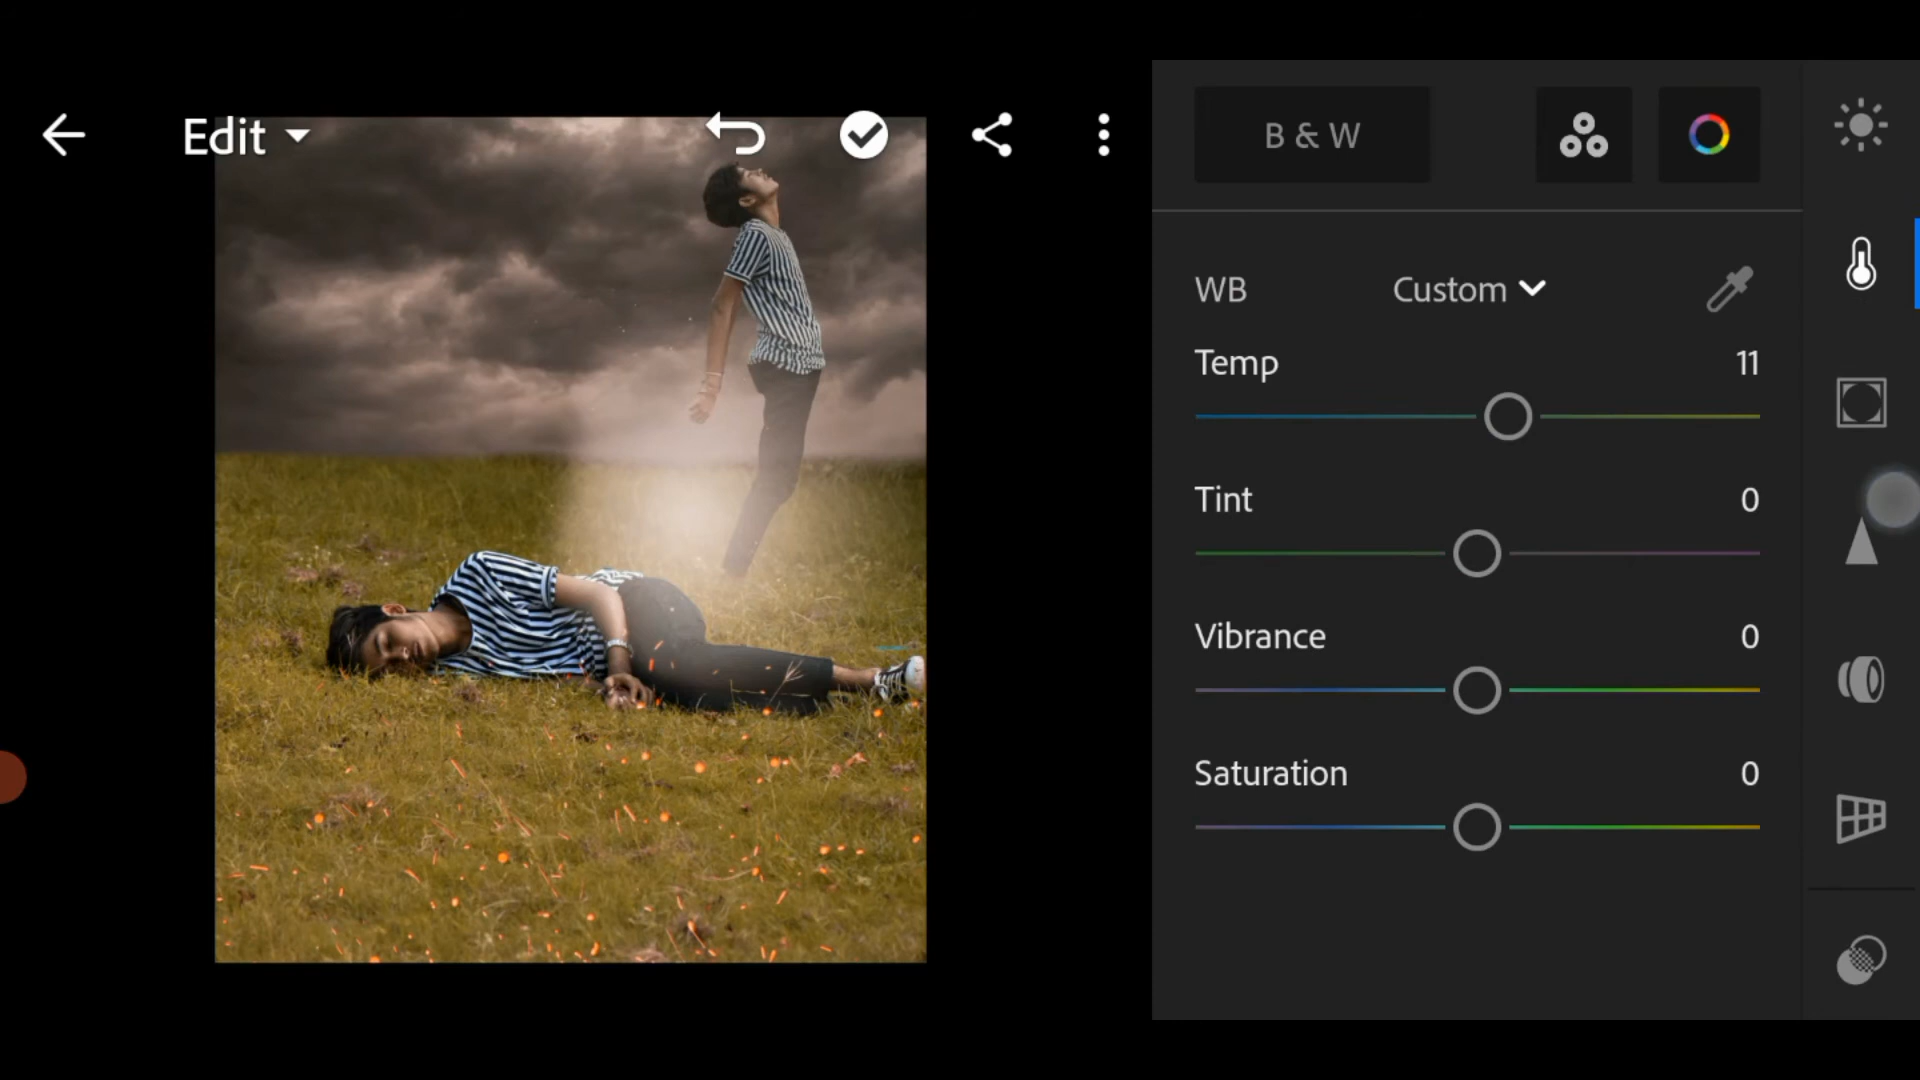 Edit
B & W
WB Custom
Temp 11
Tint 0
Vibrance 0
Saturation 0